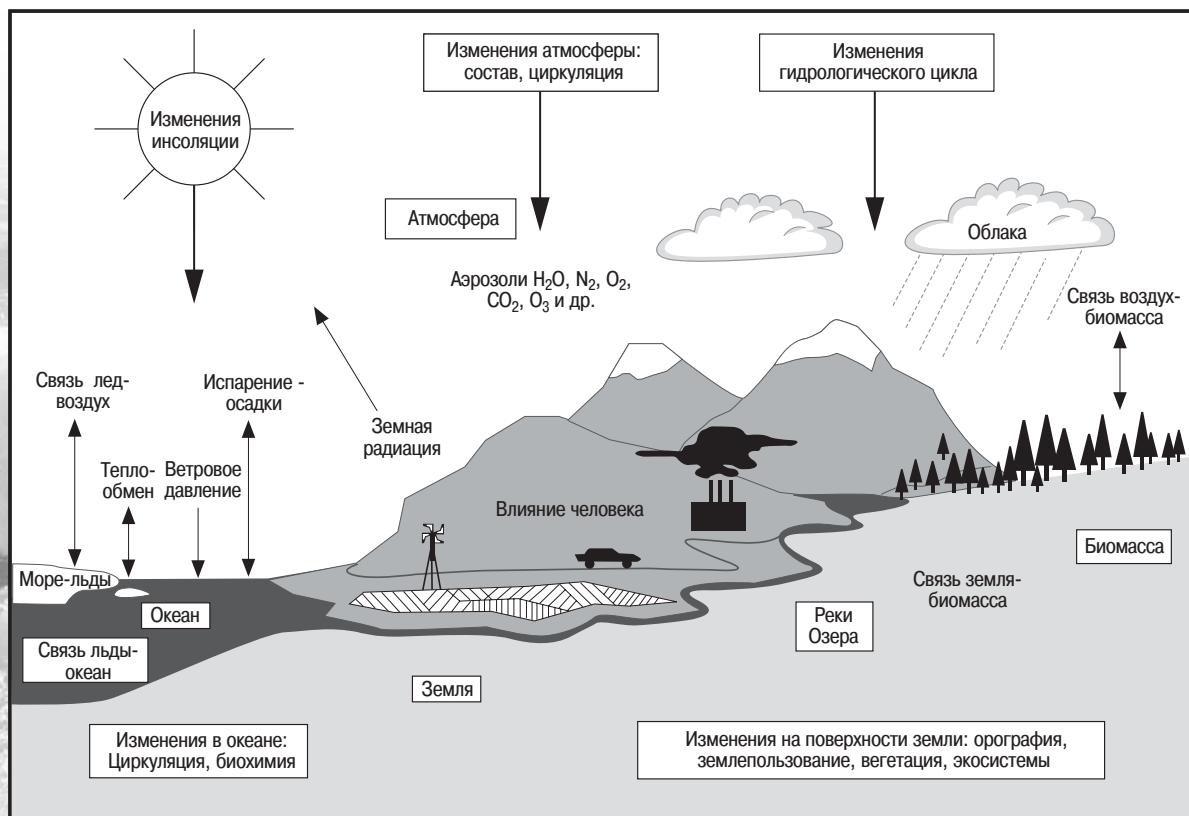 Изменения атмосферы:
состав, циркуляция
Изменения
гидрологического цикла
Изменения
инсоляции
Атмосфера
Облака
Аэрозоли H₂O, N₂, O₂,
CO₂, O₃ и др.
Связь воздух-
биомасса
Связь лед-
воздух
Испарение -
осадки
Земная
радиация
Тепло-
обмен
Ветровое
давление
Влияние человека
Биомасса
Море-льды
Океан
Связь земля-
биомасса
Реки
Озера
Связь льды-
океан
Земля
Изменения в океане:
Циркуляция, биохимия
Изменения на поверхности земли: орография,
землепользование, вегетация, экосистемы